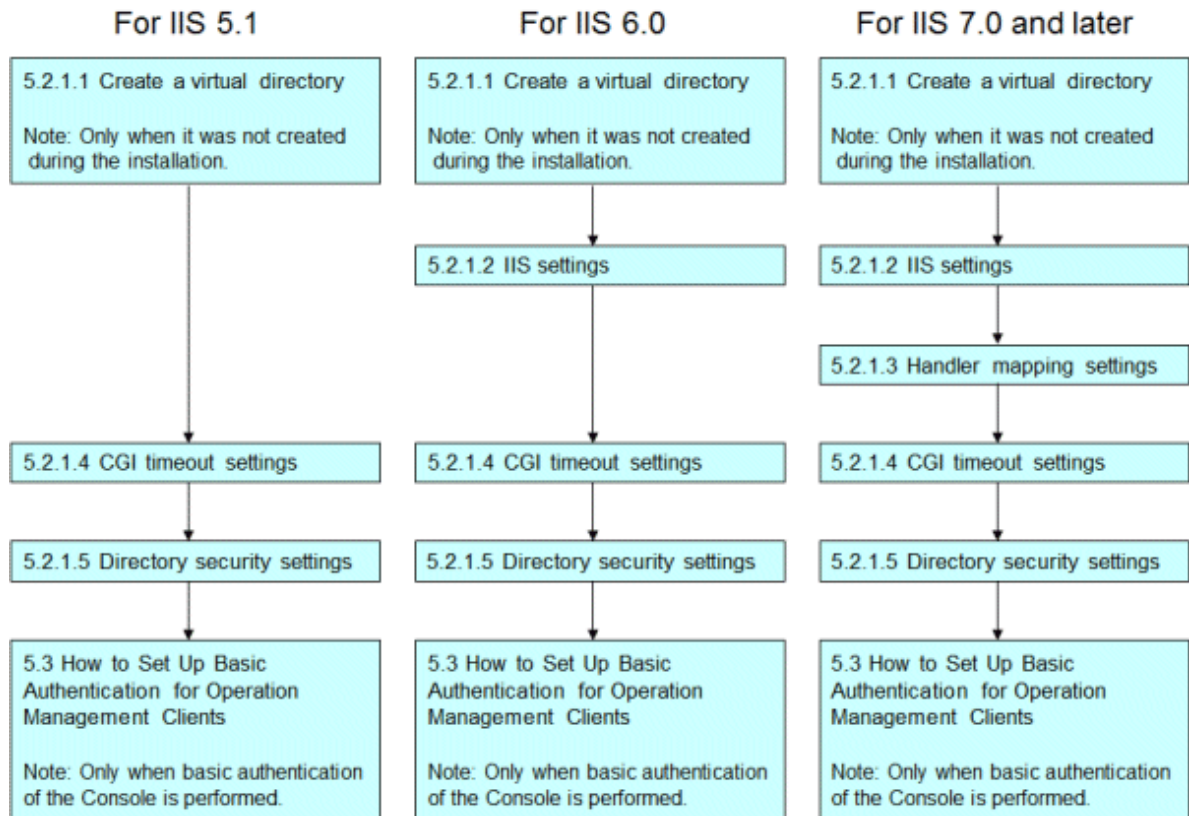 For IIS 5.1
5.2.1.1 Create a virtual directory
Note: Only when it was not created
during the installation.
5.2.1.4 CGI timeout settings
5.2.1.5 Directory security settings
5.3 How to Set Up Basic
Authentication for Operation
Management Clients
Note: Only when basic authentication
of the Console is performed.
For IIS 6.0
5.2.1.1 Create a virtual directory
Note: Only when it was not created
during the installation.
5.2.1.2 IIS settings
5.2.1.4 CGI timeout settings
5.2.1.5 Directory security settings
5.3 How to Set Up Basic
Authentication for Operation
Management Clients
Note: Only when basic authentication
of the Console is performed.
For IIS 7.0 and later
5.2.1.1 Create a virtual directory
Note: Only when it was not created
during the installation.
5.2.1.2 IIS settings
5.2.1.3 Handler mapping settings
5.2.1.4 CGI timeout settings
5.2.1.5 Directory security settings
5.3 How to Set Up Basic
Authentication for Operation
Management Clients
Note: Only when basic authentication
of the Console is performed.